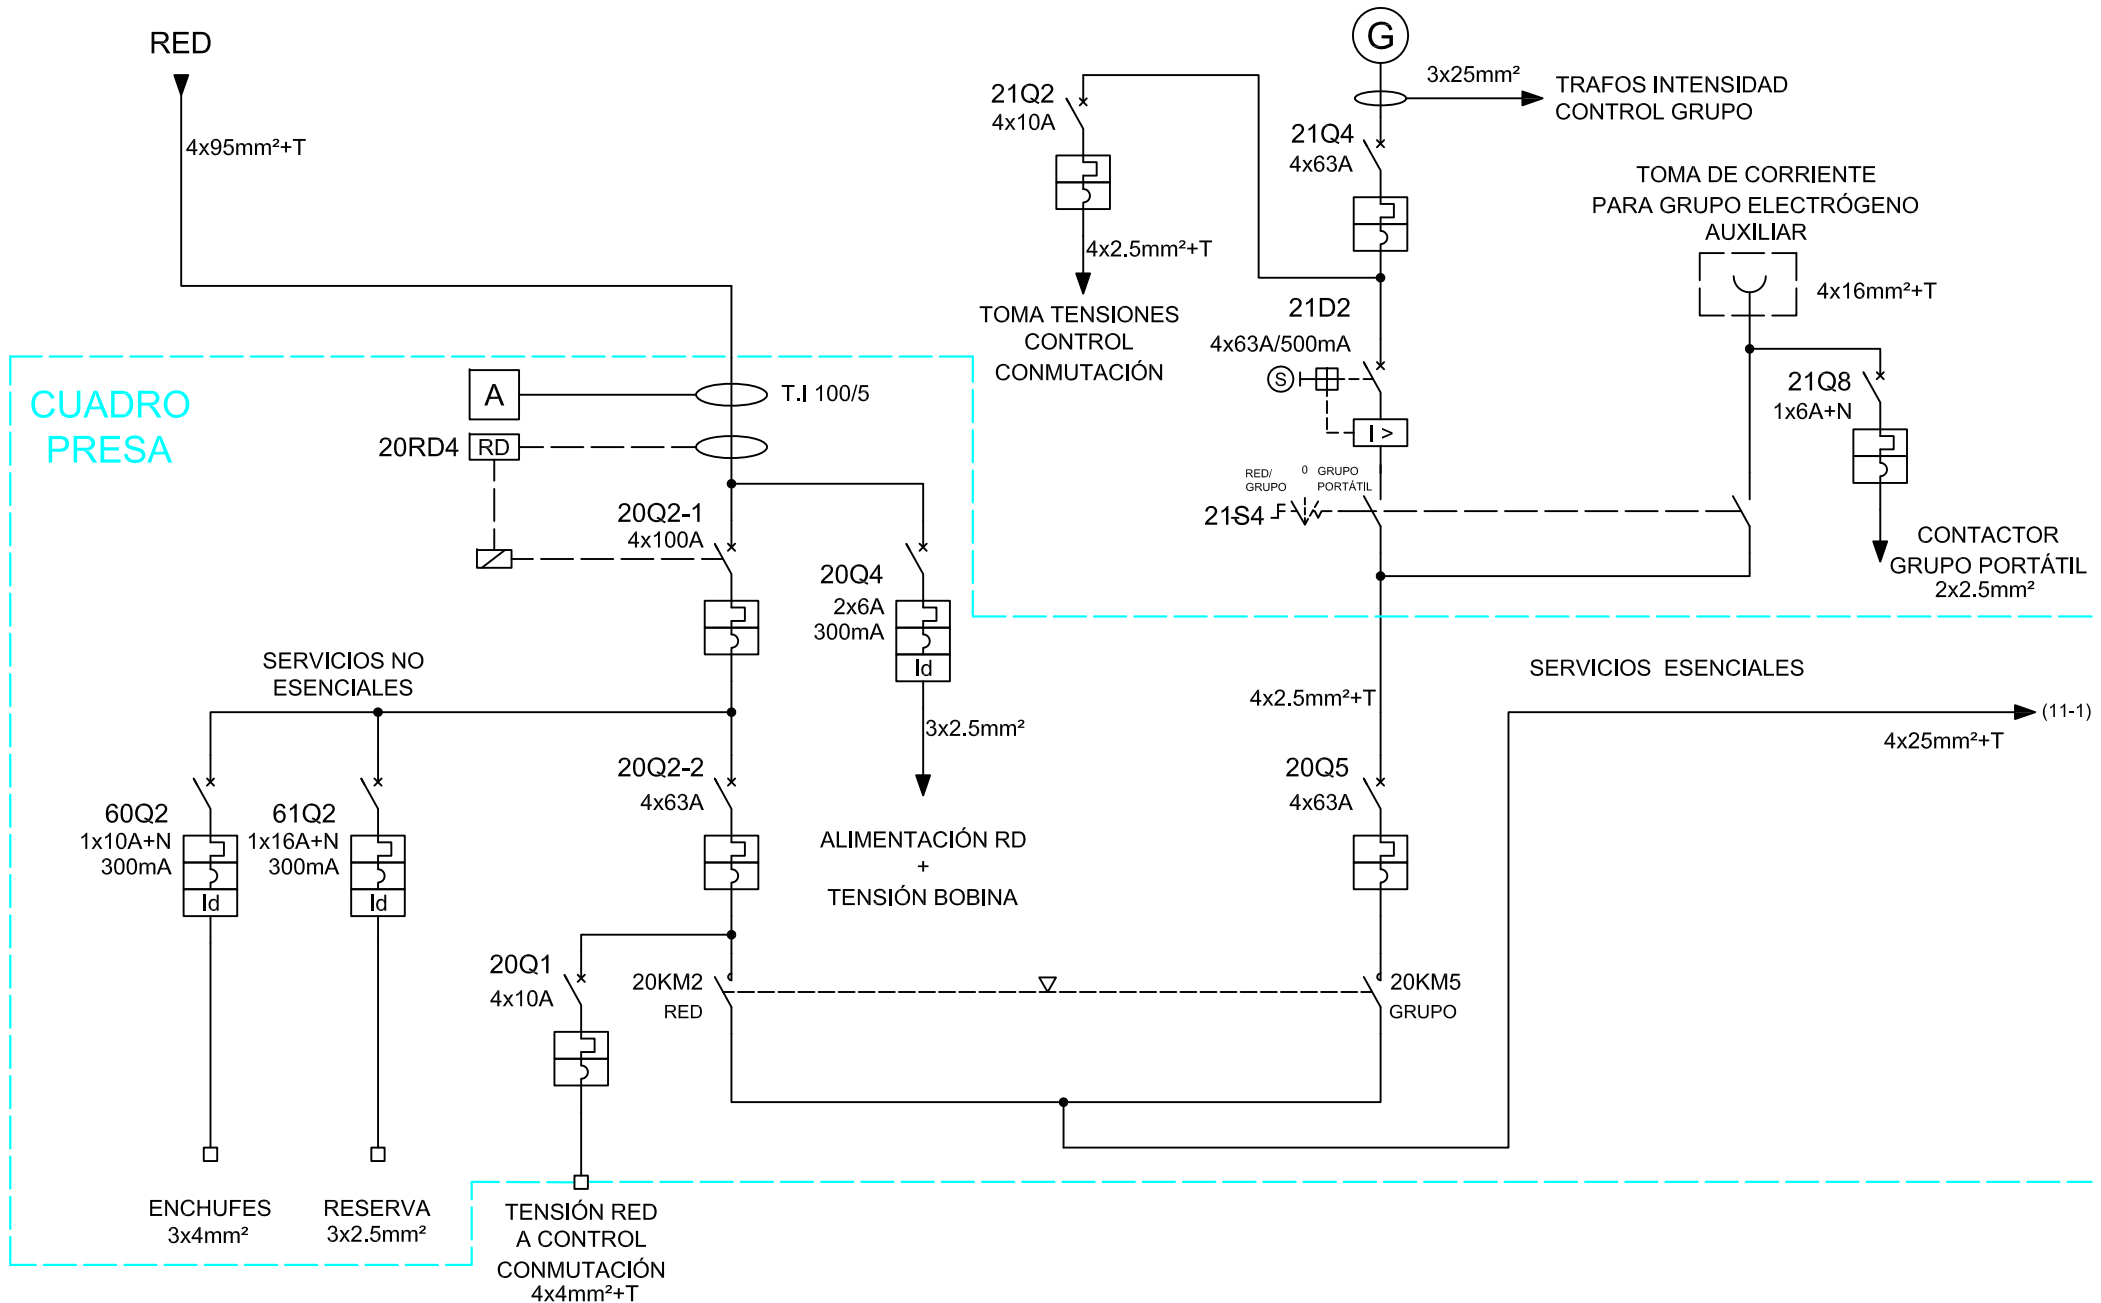 RED
4x95mm²+T
21Q2
4x10A
4x2.5mm²+T
TOMA TENSIONES
CONTROL
CONMUTACIÓN
G
3x25mm²
TRAFOS INTENSIDAD
CONTROL GRUPO
21Q4
4x63A
21D2
4x63A/500mA
S
I >
TOMA DE CORRIENTE
PARA GRUPO ELECTRÓGENO
AUXILIAR
4x16mm²+T
21Q8
1x6A+N
CONTACTOR
GRUPO PORTÁTIL
2x2.5mm²
RED/
GRUPO
0
GRUPO
PORTÁTIL
21-S4
CUADRO
PRESA
A
T.I 100/5
20RD4
RD
20Q2-1
4x100A
20Q4
2x6A
300mA
Id
3x2.5mm²
ALIMENTACIÓN RD
+
TENSIÓN BOBINA
SERVICIOS NO
ESENCIALES
60Q2
1x10A+N
300mA
Id
61Q2
1x16A+N
300mA
Id
20Q2-2
4x63A
4x2.5mm²+T
20Q5
4x63A
SERVICIOS ESENCIALES
(11-1)
4x25mm²+T
20Q1
4x10A
20KM2
RED
20KM5
GRUPO
ENCHUFES
3x4mm²
RESERVA
3x2.5mm²
TENSIÓN RED
A CONTROL
CONMUTACIÓN
4x4mm²+T